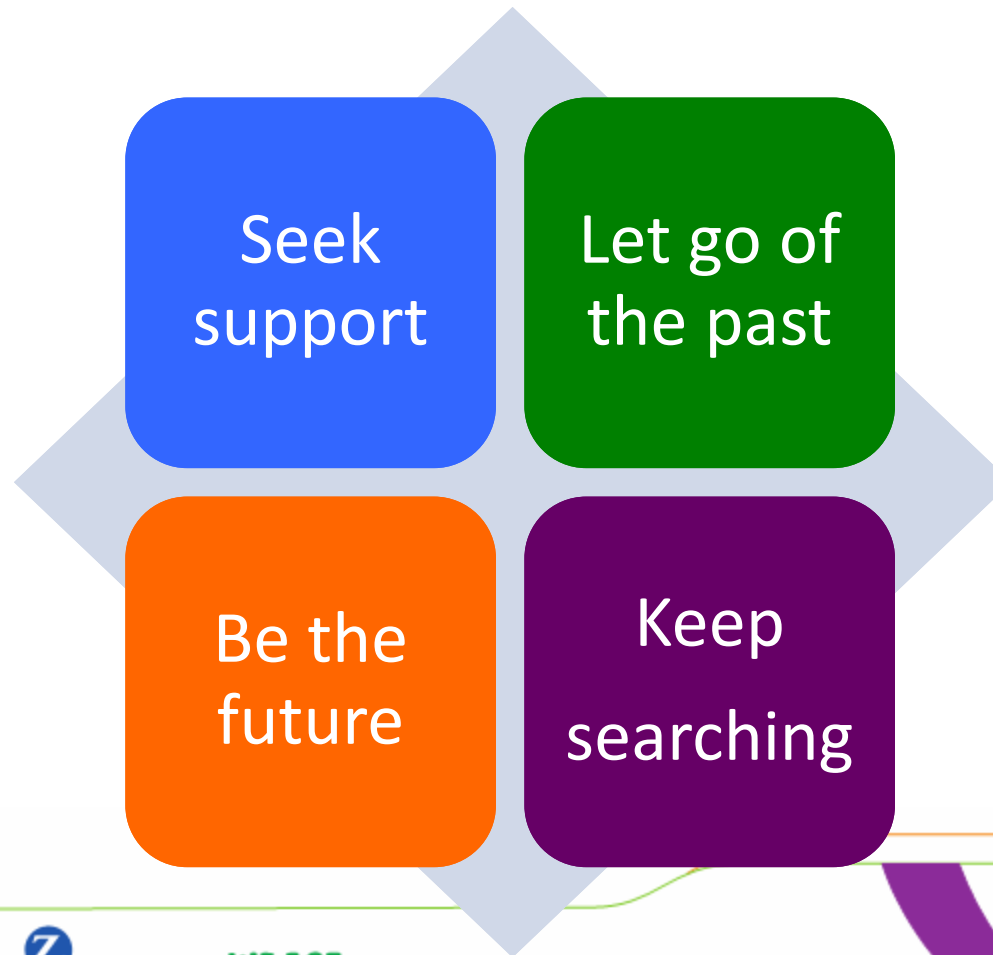 Seek
support
Let go of
the past
Be the
future
Keep
searching
Z